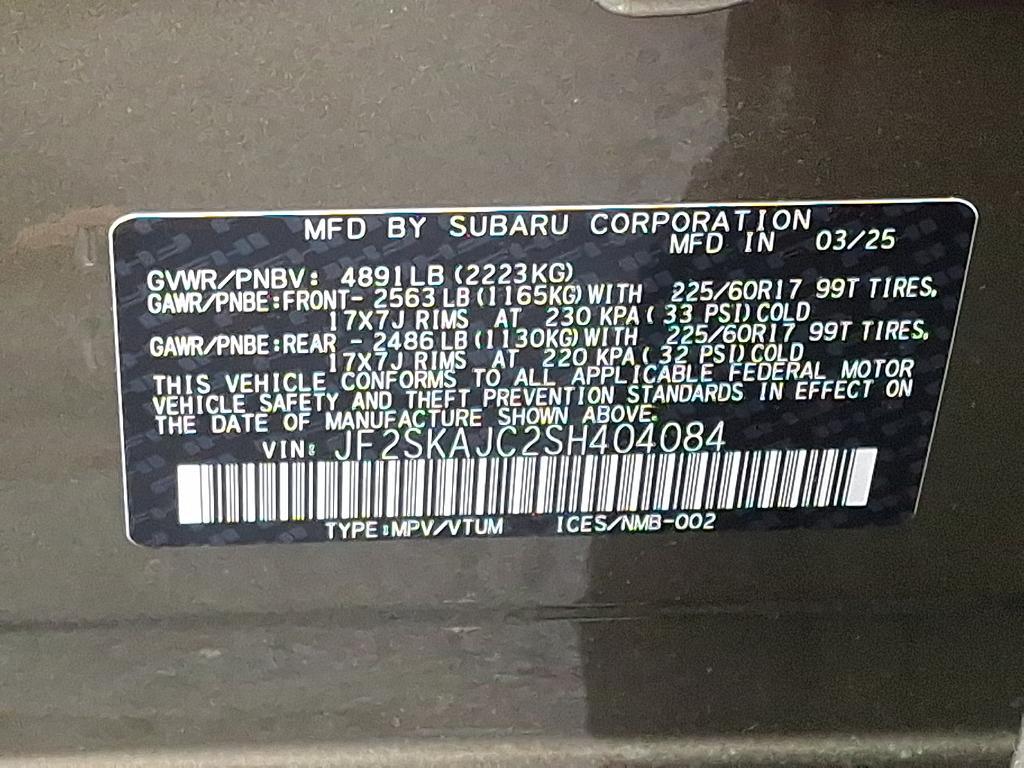 MFD BY SUBARU CORPORATION
MFD IN 03/25
GVWR/PNBV: 4891LB (2223KG)
GAWR/PNBE:FRONT- 2563 LB (1165KG) WITH 225/60R17 99T TIRES.
17X7J RIMS AT 230 KPA ( 33 PSI) COLD
GAWR/PNBE:REAR - 2486 LB (1130KG) WITH 225/60R17 99T TIRES.
17X7J RIMS AT 220 KPA ( 32 PSI) COLD
THIS VEHICLE CONFORMS TO ALL APPLICABLE FEDERAL MOTOR
VEHICLE SAFETY AND THEFT PREVENTION STANDARDS IN EFFECT ON
THE DATE OF MANUFACTURE SHOWN ABOVE.
VIN: JF2SKAJC2SH404084
TYPE:MPV/VTUM ICES/NMB-002